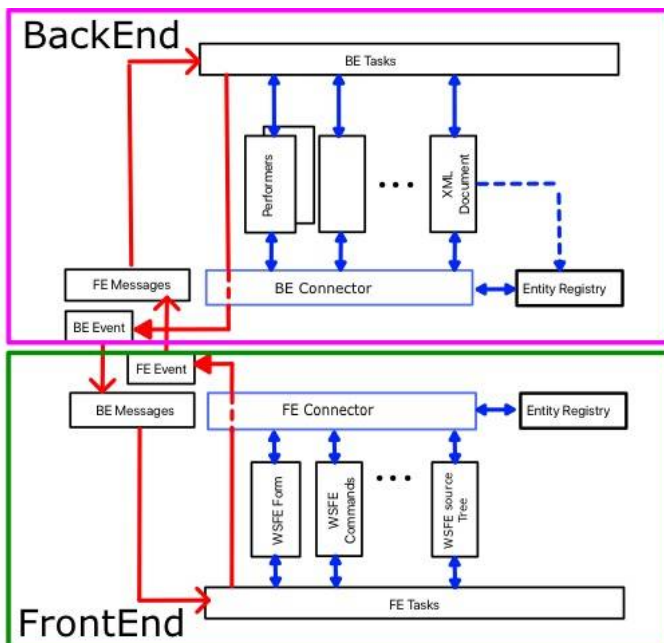 BackEnd
BE Tasks
Performers
XML
Document
FE Messages
BE Connector
Entity Registry
BE Event
FE Event
BE Messages
FE Connector
Entity Registry
WSFE Form
WSFE
Commands
WSFE source
Tree
FE Tasks
FrontEnd